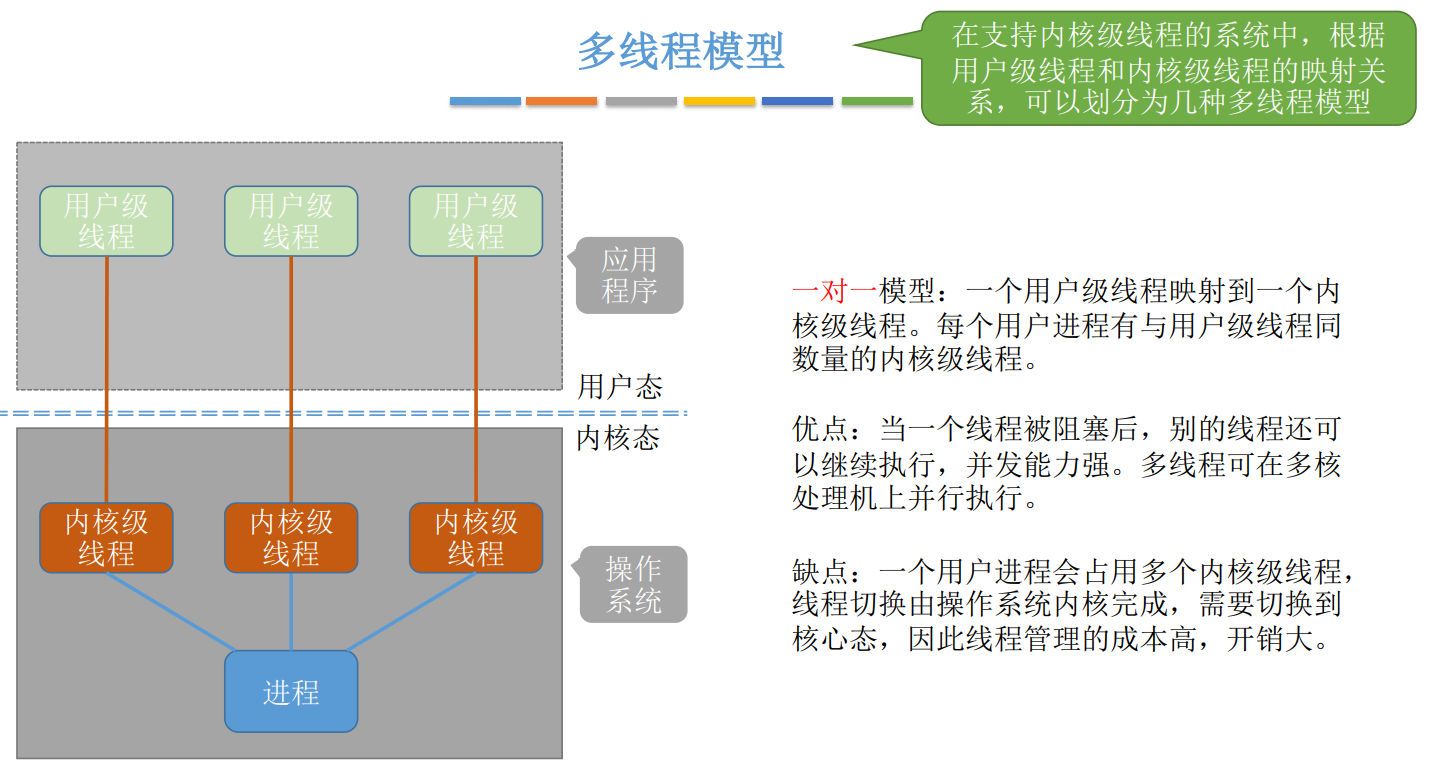 多线程模型
在支持内核级线程的系统中，根据
用户级线程和内核级线程的映射关
系，可以划分为几种多线程模型
用户级
线程
用户级
线程
用户级
线程
应用
程序
用户态
内核态
内核级
线程
内核级
线程
内核级
线程
操作
系统
进程
一对一模型：一个用户级线程映射到一个内
核级线程。每个用户进程有与用户级线程同
数量的内核级线程。
优点：当一个线程被阻塞后，别的线程还可
以继续执行，并发能力强。多线程可在多核
处理机上并行执行。
缺点：一个用户进程会占用多个内核级线程，
线程切换由操作系统内核完成，需要切换到
核心态，因此线程管理的成本高，开销大。